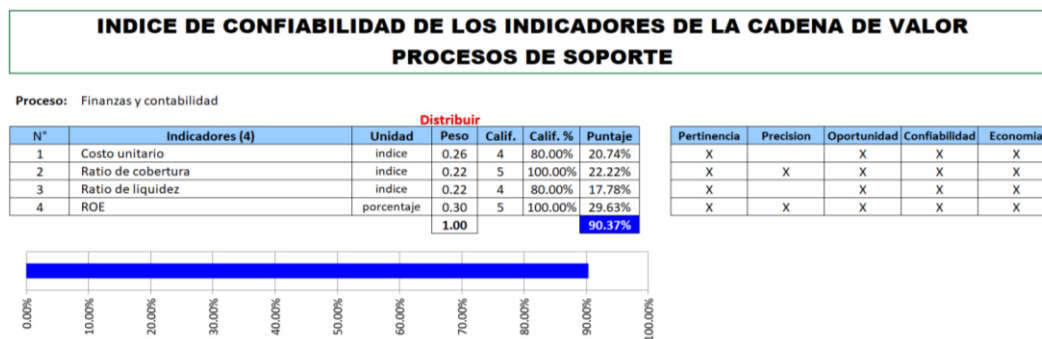 INDICE DE CONFIABILIDAD DE LOS INDICADORES DE LA CADENA DE VALOR
PROCESOS DE SOPORTE
Proceso: Finanzas y contabilidad
Distribuir
N° Indicadores (4) Unidad Peso Calif. Calif. % Puntaje Pertinencia Precision Oportunidad Confiabilidad Economia
1 Costo unitario indice 0.26 4 80.00% 20.74% X X X X
2 Ratio de cobertura indice 0.22 5 100.00% 22.22% X X X X X
3 Ratio de liquidez indice 0.22 4 80.00% 17.78% X X X X
4 ROE porcentaje 0.30 5 100.00% 29.63% X X X X X
1.00 90.37%
0.00% 10.00% 20.00% 30.00% 40.00% 50.00% 60.00% 70.00% 80.00% 90.00% 100.00%